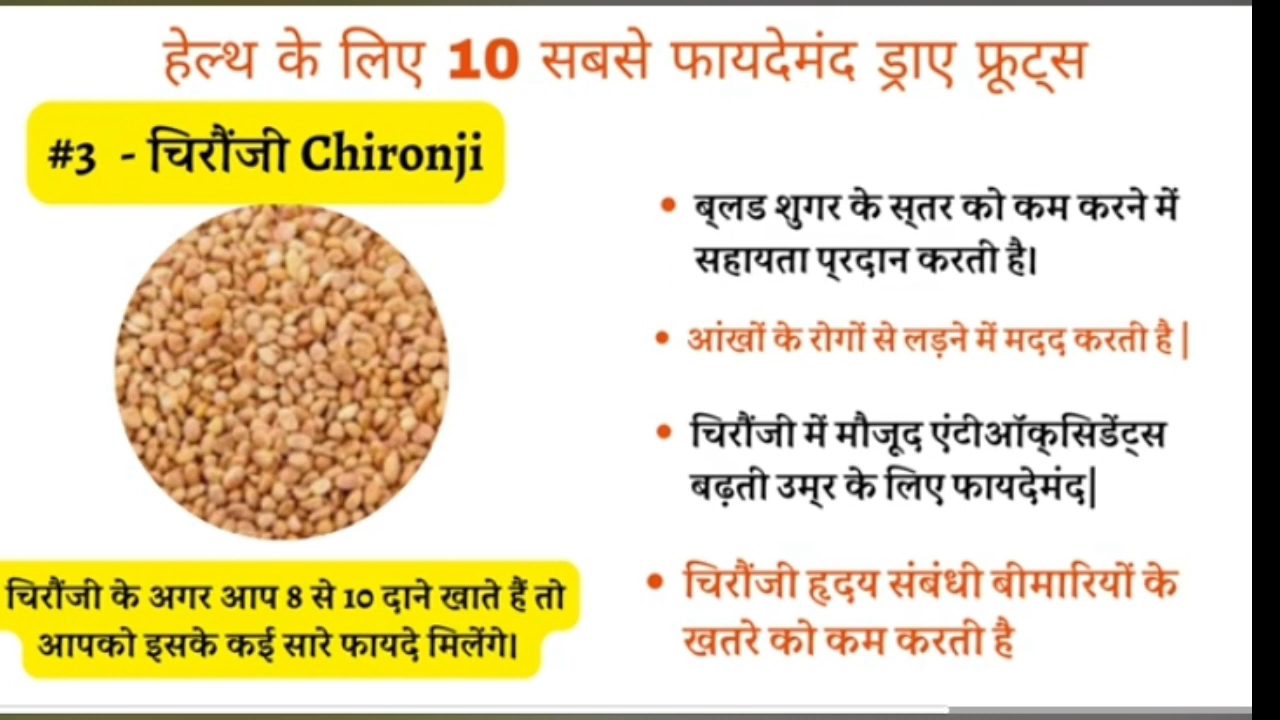 हेल्थ के लिए 10 सबसे फायदेमंद ड्राए फ्रूट्स
#3 - चिरौंजी Chironji
ब्लड शुगर के स्तर को कम करने में
सहायता प्रदान करती है।
आंखों के रोगों से लड़ने में मदद करती है |
चिरौंजी में मौजूद एंटीऑक्सिडेंट्स
बढ़ती उम्र के लिए फायदेमंद|
चिरौंजी हृदय संबंधी बीमारियों के
खतरे को कम करती है
चिरौंजी के अगर आप 8 से 10 दाने खाते हैं तो
आपको इसके कई सारे फायदे मिलेंगे।